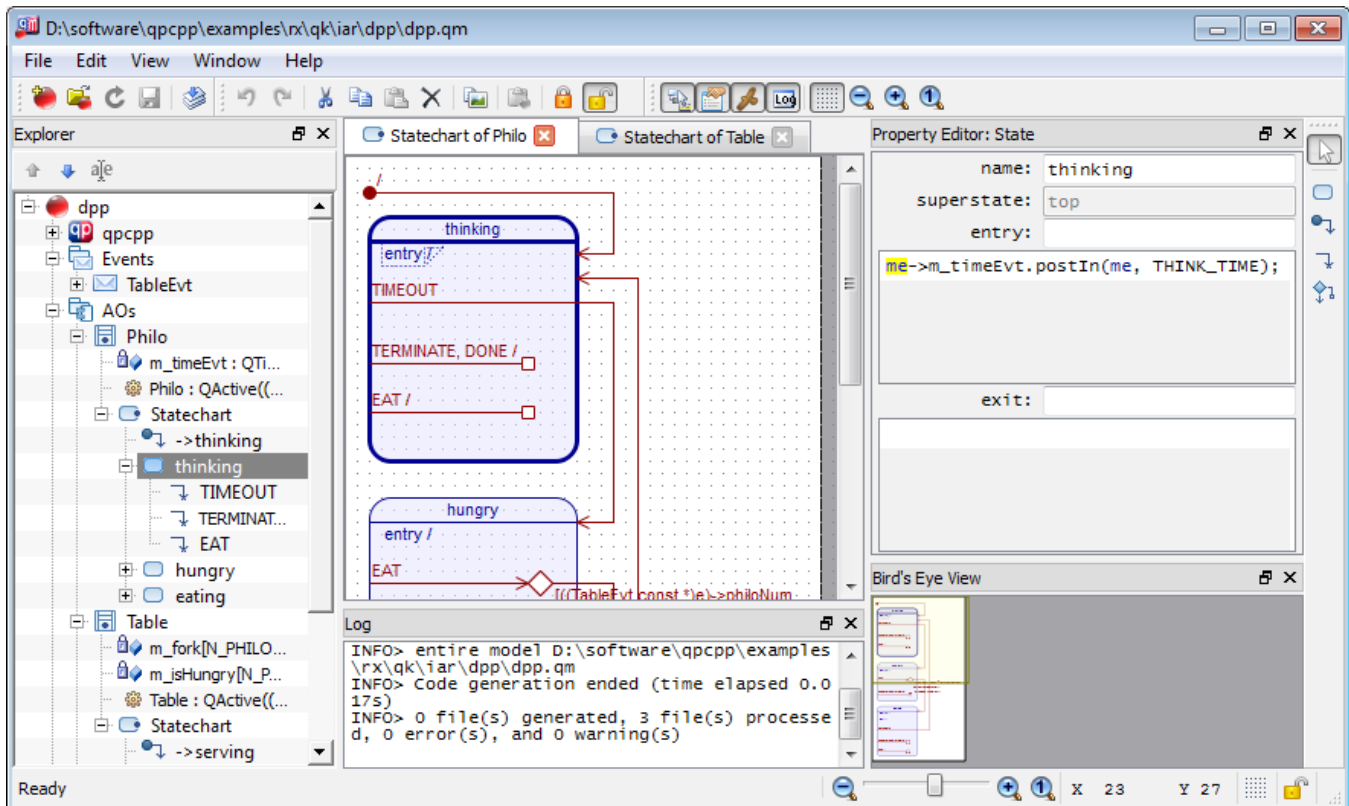 D:\software\qpcpp\examples\rx\qk\iar\dpp\dpp.qm
File Edit View Window Help
Log
Explorer
dpp
qpcpp
Events
TableEvt
AOs
Philo
m_timeEvt : QTi...
Philo : QActive((...
Statechart
->thinking
thinking
TIMEOUT
TERMINAT...
EAT
hungry
eating
Table
m_fork[N_PHILO...
m_isHungry[N_P...
Table : QActive((...
Statechart
->serving
Statechart of Philo
Statechart of Table
/
thinking
entry /
TIMEOUT
TERMINATE, DONE /
EAT /
hungry
entry /
EAT
[((TableEvt const *)e)->philoNum
Log
INFO> entire model D:\software\qpcpp\examples
\rx\qk\iar\dpp\dpp.qm
INFO> Code generation ended (time elapsed 0.0
17s)
INFO> 0 file(s) generated, 3 file(s) processe
d, 0 error(s), and 0 warning(s)
Property Editor: State
name: thinking
superstate: top
entry:
me->m_timeEvt.postIn(me, THINK_TIME);
exit:
Bird's Eye View
Ready
X 23 Y 27